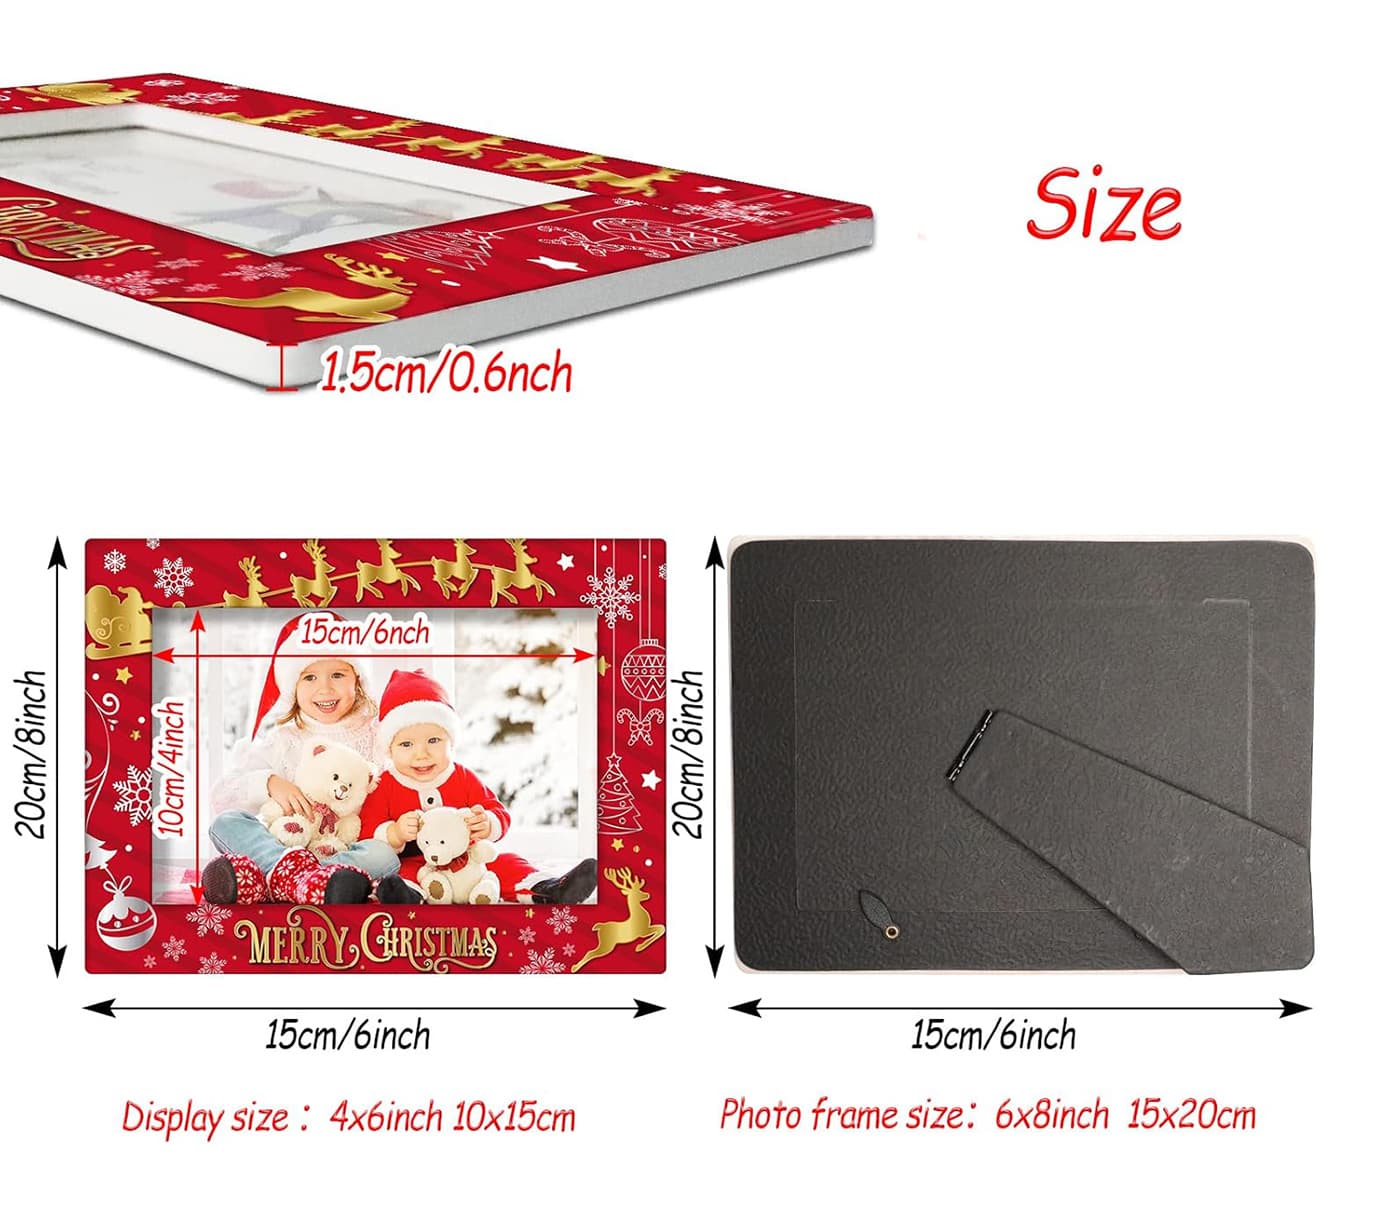 Size
CHRISTMAS
1.5cm/0.6nch
20cm/8inch
15cm/6nch
10cm/4inch
MERRY CHRISTMAS
15cm/6inch
20cm/8inch
15cm/6inch
Display size： 4x6inch 10x15cm
Photo frame size： 6x8inch 15x20cm